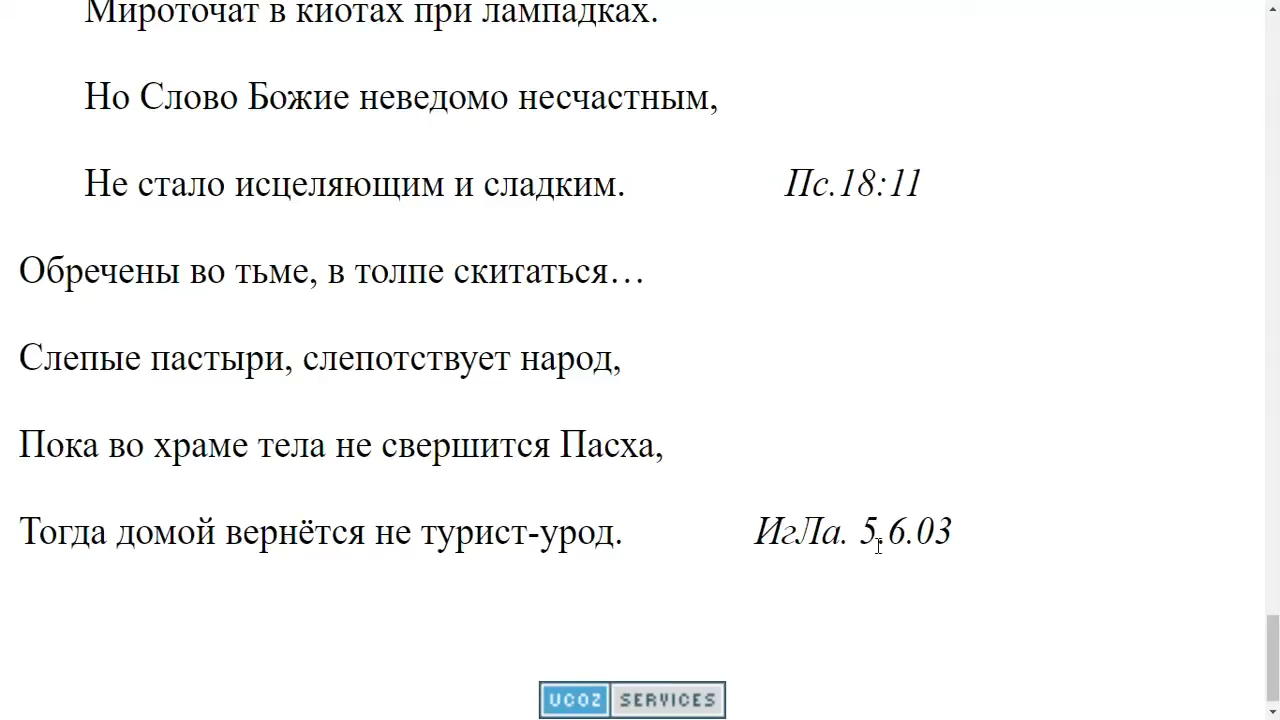 Мироточат в киотах при лампадках.
Но Слово Божие неведомо несчастным,
Не стало исцеляющим и сладким. Пс.18:11
Обречены во тьме, в толпе скитаться…
Слепые пастыри, слепотствует народ,
Пока во храме тела не свершится Пасха,
Тогда домой вернётся не турист-урод. ИгЛа. 5.6.03
UCOZ SERVICES